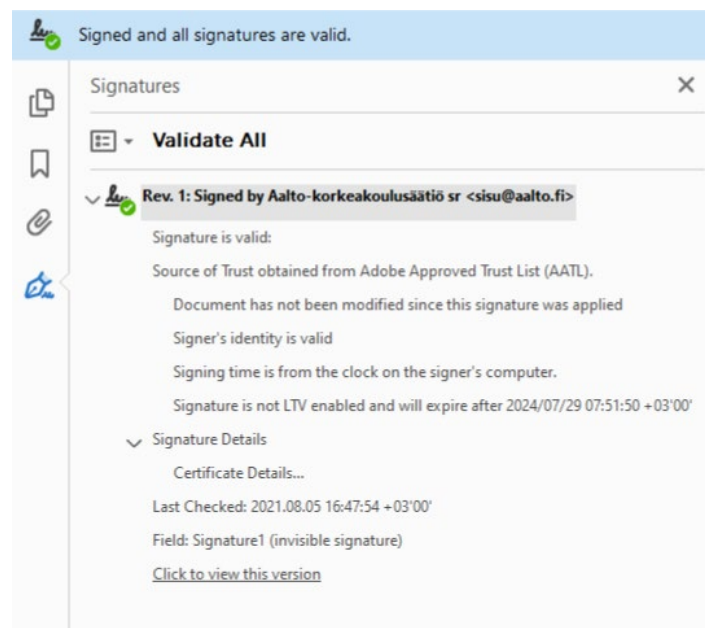 Signed and all signatures are valid.
Signatures
Validate All
Rev. 1: Signed by Aalto-korkeakoulusäätiö sr <sisu@aalto.fi>
Signature is valid:
Source of Trust obtained from Adobe Approved Trust List (AATL).
Document has not been modified since this signature was applied
Signer's identity is valid
Signing time is from the clock on the signer's computer.
Signature is not LTV enabled and will expire after 2024/07/29 07:51:50 +03'00'
Signature Details
Certificate Details...
Last Checked: 2021.08.05 16:47:54 +03'00'
Field: Signature1 (invisible signature)
Click to view this version